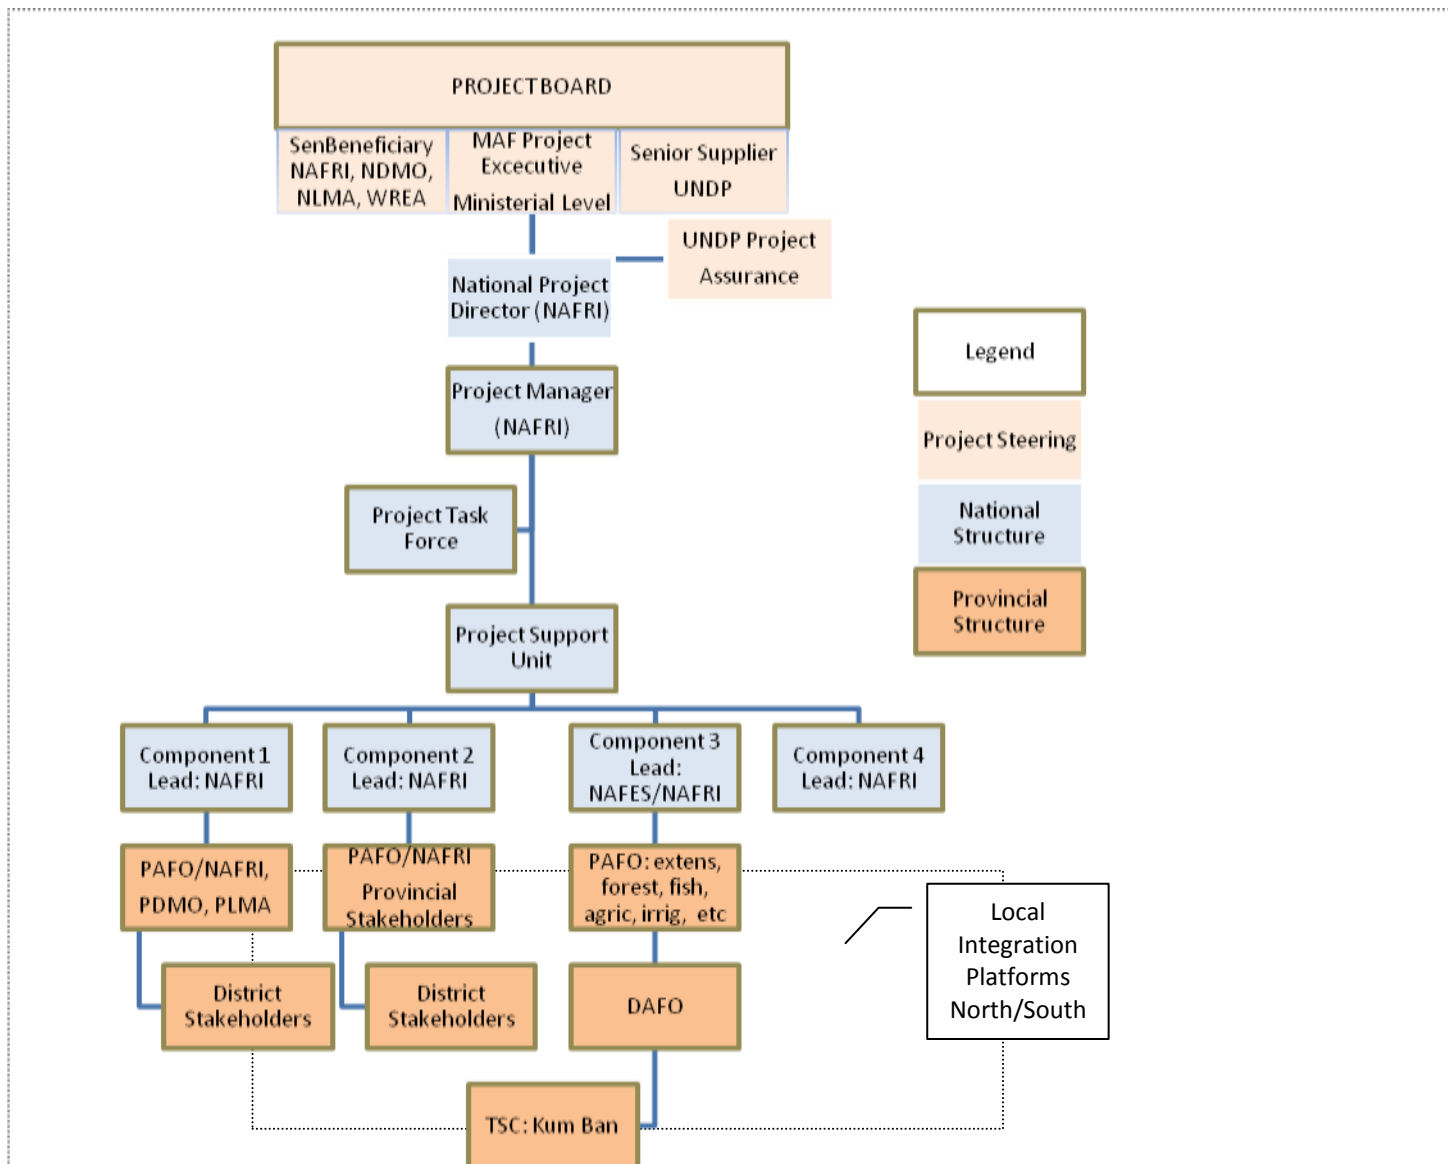 PROJECT BOARD
SenBeneficiary
NAFRI, NDMO,
NLMA, WREA
MAF Project
Excecutive
Ministerial Level
Senior Supplier
UNDP
UNDP Project
Assurance
National Project
Director (NAFRI)
Project Manager
(NAFRI)
Project Task
Force
Project Support
Unit
Legend
Project Steering
National
Structure
Provincial
Structure
Component 1
Lead: NAFRI
Component 2
Lead: NAFRI
Component 3
Lead:
NAFES/NAFRI
Component 4
Lead: NAFRI
PAFO/NAFRI,
PDMO, PLMA
PAFO/NAFRI
Provincial
Stakeholders
PAFO: extens,
forest, fish,
agric, irrig, etc
Local
Integration
Platforms
North/South
District
Stakeholders
District
Stakeholders
DAFO
TSC: Kum Ban